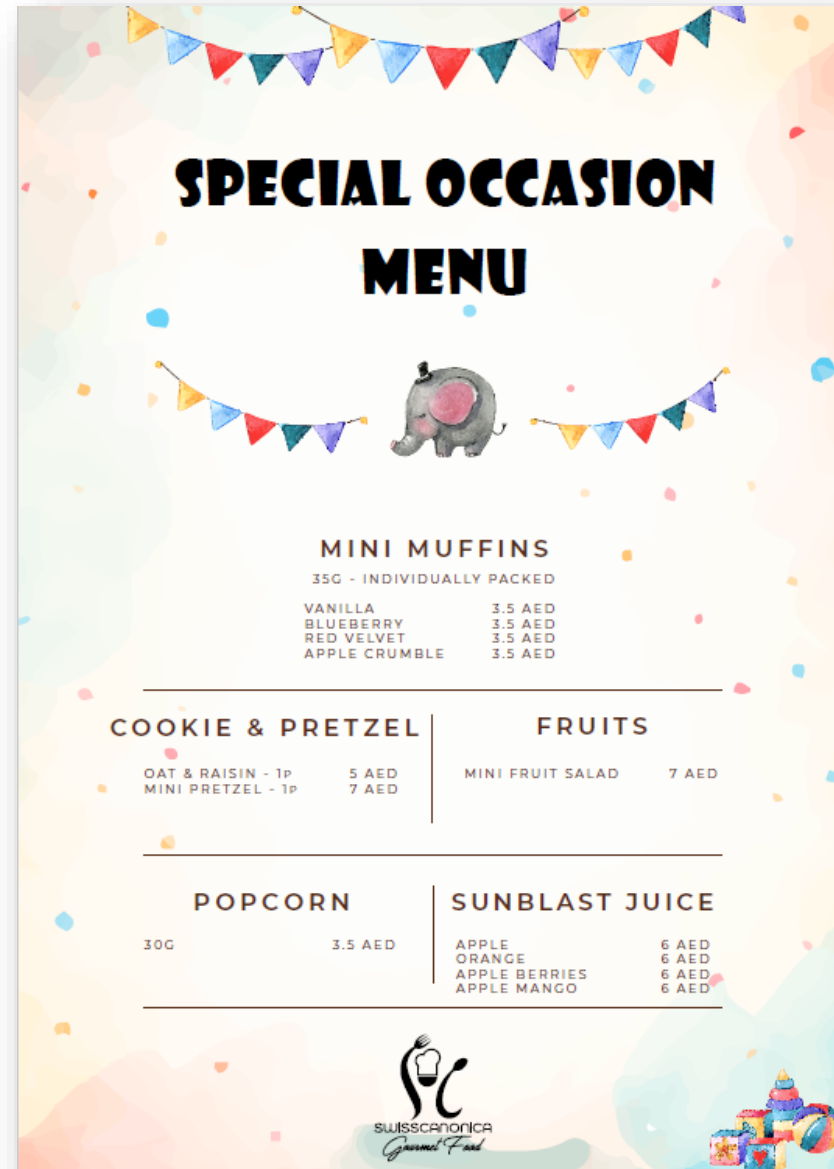 SPECIAL OCCASION
MENU
MINI MUFFINS
35G - INDIVIDUALLY PACKED
VANILLA 3.5 AED
BLUEBERRY 3.5 AED
RED VELVET 3.5 AED
APPLE CRUMBLE 3.5 AED
COOKIE & PRETZEL
OAT & RAISIN - 1P 5 AED
MINI PRETZEL - 1P 7 AED
FRUITS
MINI FRUIT SALAD 7 AED
POPCORN
30G 3.5 AED
SUNBLAST JUICE
APPLE 6 AED
ORANGE 6 AED
APPLE BERRIES 6 AED
APPLE MANGO 6 AED
SWISSCANONICA
Gourmet Food